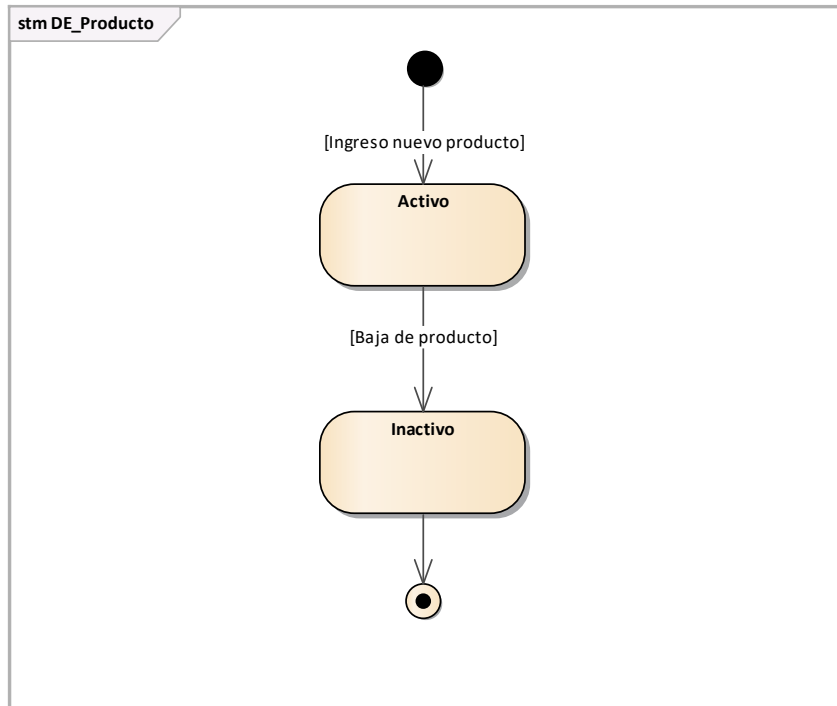 stm DE_Producto
[Ingreso nuevo producto]
Activo
[Baja de producto]
Inactivo